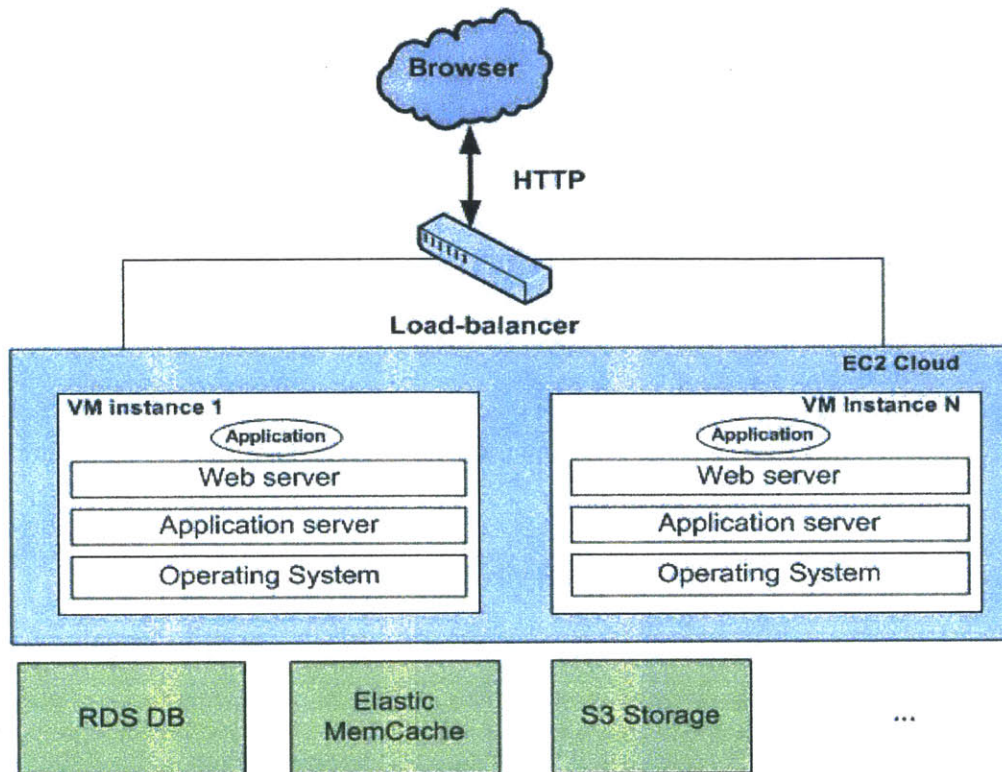 Browser
HTTP
Load-balancer
EC2 Cloud
VM instance 1
Application
Web server
Application server
Operating System
VM Instance N
Application
Web server
Application server
Operating System
RDS DB
Elastic
MemCache
S3 Storage
...